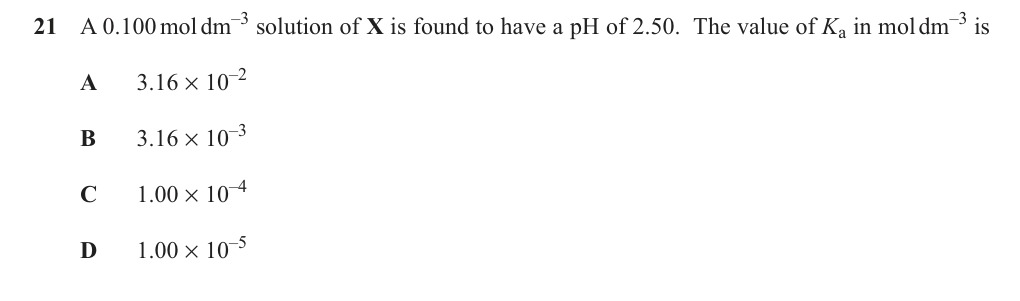 21 A 0.100 mol dm⁻³ solution of X is found to have a pH of 2.50. The value of Kₐ in mol dm⁻³ is
A 3.16 × 10⁻²
B 3.16 × 10⁻³
C 1.00 × 10⁻⁴
D 1.00 × 10⁻⁵